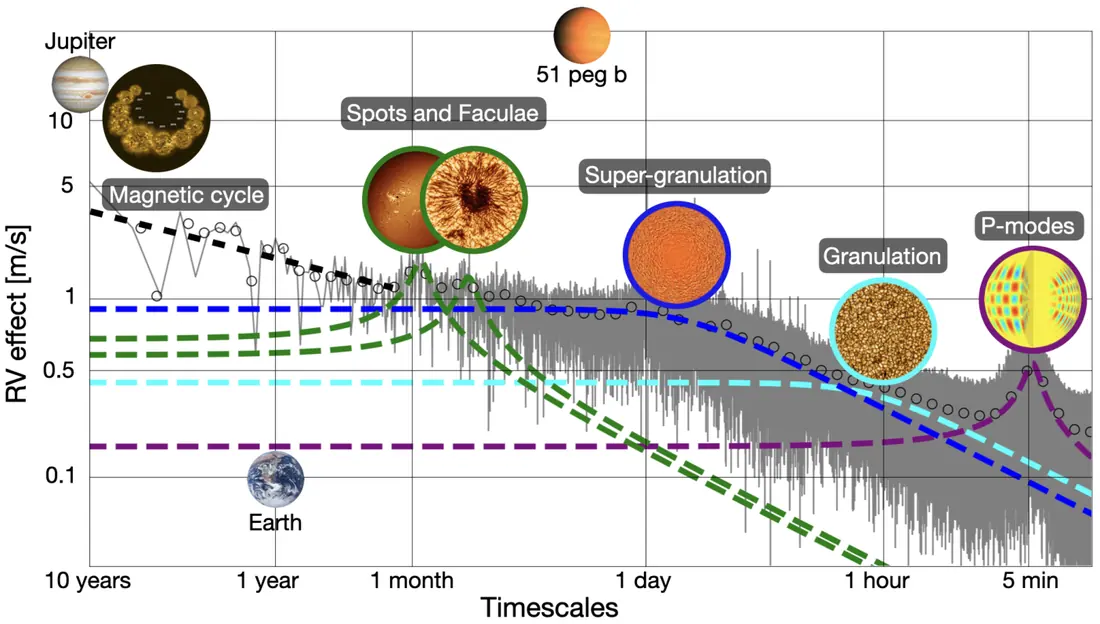 Jupiter
51 peg b
Spots and Faculae
Magnetic cycle
Super-granulation
Granulation
P-modes
Earth
RV effect [m/s]
10
5
1
0.5
0.1
10 years
1 year
1 month
1 day
1 hour
5 min
Timescales